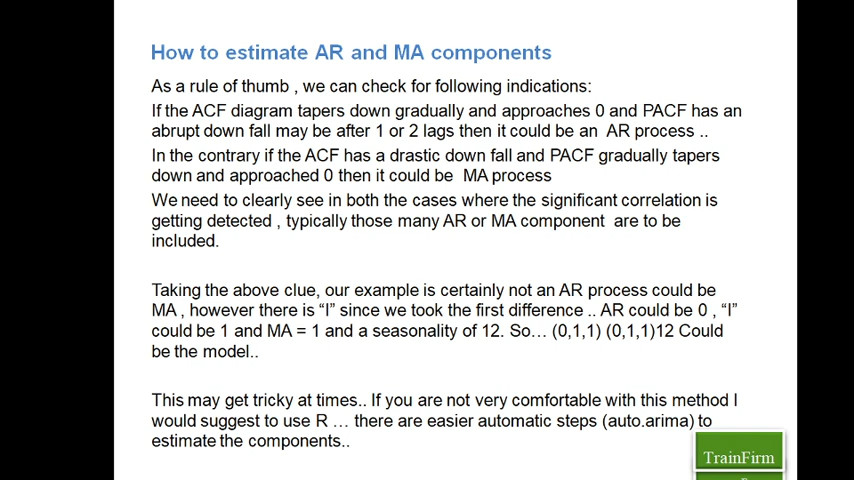 How to estimate AR and MA components
As a rule of thumb , we can check for following indications:
If the ACF diagram tapers down gradually and approaches 0 and PACF has an
abrupt down fall may be after 1 or 2 lags then it could be an  AR process ..
In the contrary if the ACF has a drastic down fall and PACF gradually tapers
down and approached 0 then it could be  MA process
We need to clearly see in both the cases where the significant correlation is
getting detected , typically those many AR or MA component  are to be
included.
Taking the above clue, our example is certainly not an AR process could be
MA , however there is “I” since we took the first difference .. AR could be 0 , “I”
could be 1 and MA = 1 and a seasonality of 12. So… (0,1,1) (0,1,1)12 Could
be the model..
This may get tricky at times.. If you are not very comfortable with this method I
would suggest to use R … there are easier automatic steps (auto.arima) to
estimate the components..
TrainFirm